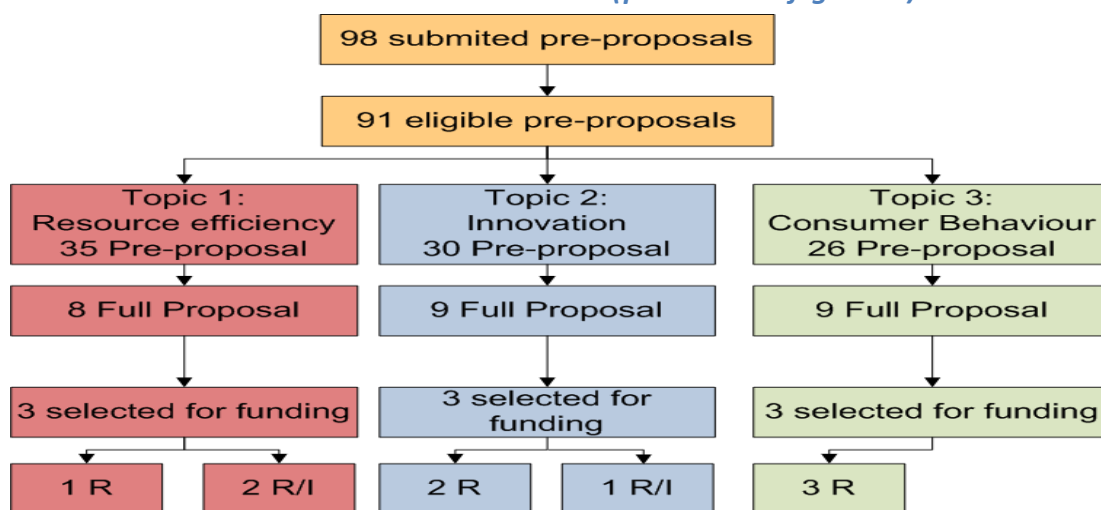 98 submited pre-proposals
91 eligible pre-proposals
Topic 1:
Resource efficiency
35 Pre-proposal
Topic 2:
Innovation
30 Pre-proposal
Topic 3:
Consumer Behaviour
26 Pre-proposal
8 Full Proposal
9 Full Proposal
9 Full Proposal
3 selected for funding
3 selected for
funding
3 selected for funding
1 R
2 R/I
2 R
1 R/I
3 R